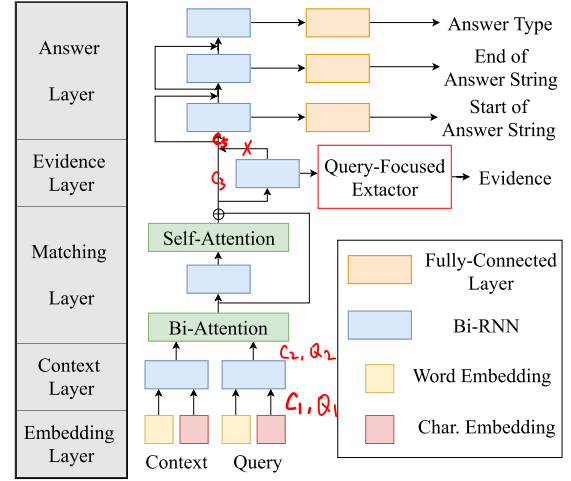 Answer
Layer
Evidence
Layer
Matching
Layer
Context
Layer
Embedding
Layer
Answer Type
End of
Answer String
Start of
Answer String
C5
X
C3
Query-Focused
Extactor
Evidence
Self-Attention
Bi-Attention
C2, Q2
C1, Q1
Context
Query
Fully-Connected
Layer
Bi-RNN
Word Embedding
Char. Embedding